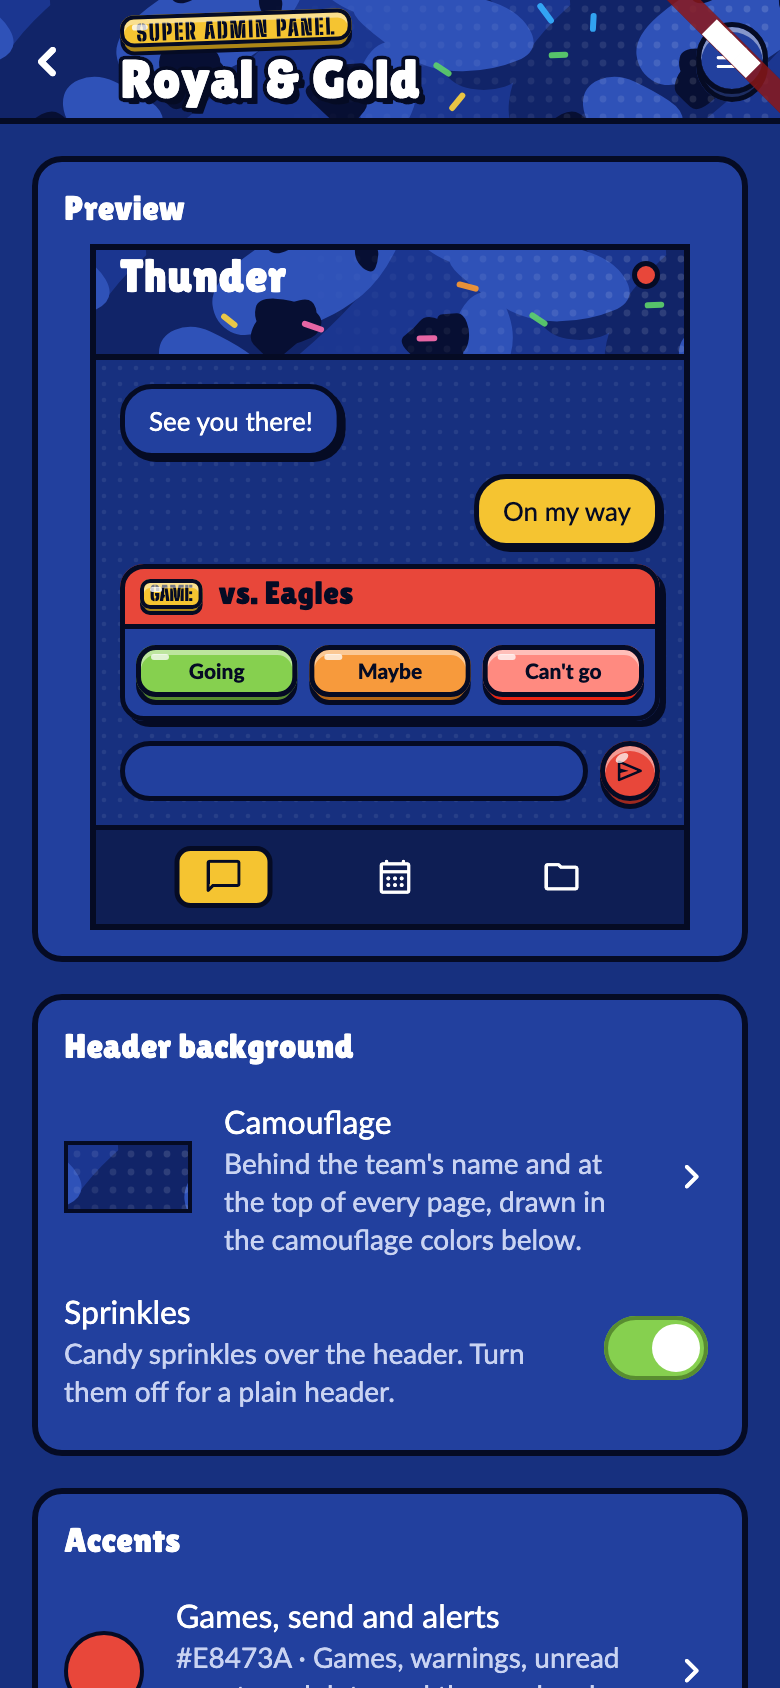 SUPER ADMIN PANEL
Royal & Gold
Preview
Thunder
See you there!
On my way
GAME vs. Eagles
Going Maybe Can't go
Header background
Camouflage
Behind the team's name and at
the top of every page, drawn in
the camouflage colors below.
Sprinkles
Candy sprinkles over the header. Turn
them off for a plain header.
Accents
Games, send and alerts
#E8473A · Games, warnings, unread